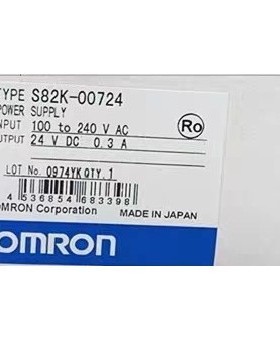 TYPE S82K-00724
POWER SUPPLY
INPUT 100 to 240 V AC
OUTPUT 24 V DC 0.3 A
Ro
LOT No. 0974YK QTY. 1
4 536854 683398
OMRON Corporation MADE IN JAPAN
OMRON